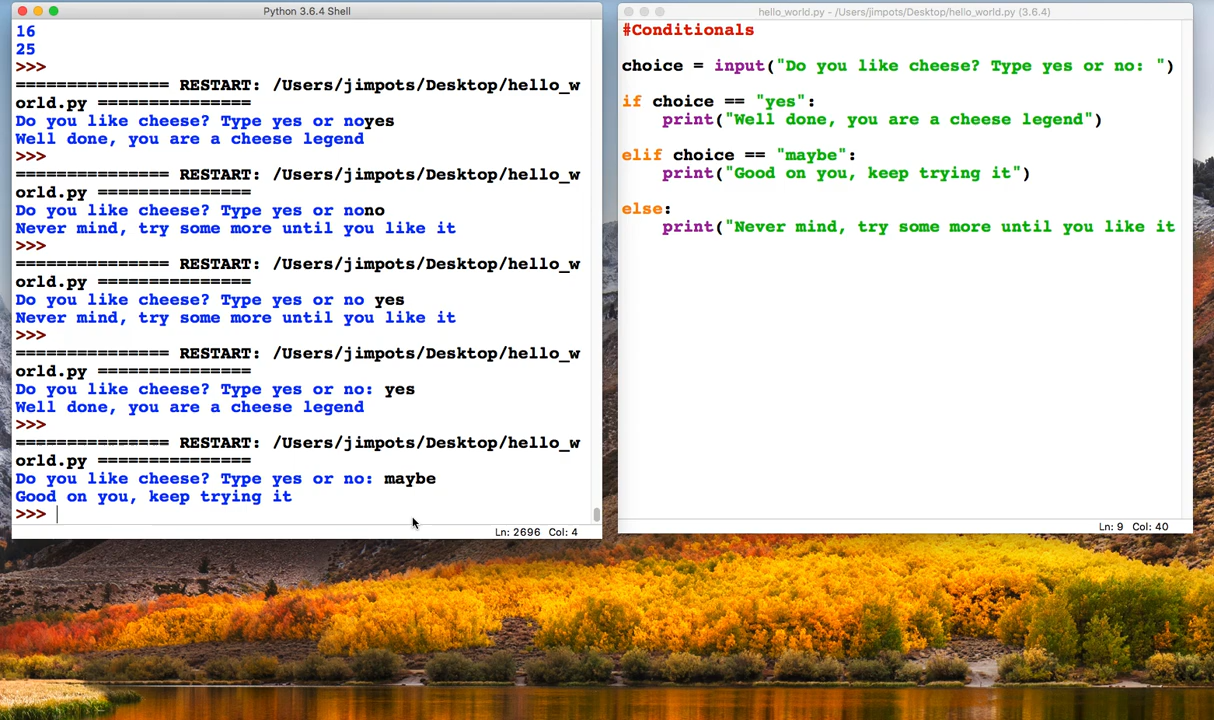 Python 3.6.4 Shell
16
25
>>>
=============== RESTART: /Users/jimpots/Desktop/hello_w
orld.py ===============
Do you like cheese? Type yes or noyes
Well done, you are a cheese legend
>>>
=============== RESTART: /Users/jimpots/Desktop/hello_w
orld.py ===============
Do you like cheese? Type yes or nono
Never mind, try some more until you like it
>>>
=============== RESTART: /Users/jimpots/Desktop/hello_w
orld.py ===============
Do you like cheese? Type yes or no yes
Never mind, try some more until you like it
>>>
=============== RESTART: /Users/jimpots/Desktop/hello_w
orld.py ===============
Do you like cheese? Type yes or no: yes
Well done, you are a cheese legend
>>>
=============== RESTART: /Users/jimpots/Desktop/hello_w
orld.py ===============
Do you like cheese? Type yes or no: maybe
Good on you, keep trying it
>>>
Ln: 2696 Col: 4
hello_world.py - /Users/jimpots/Desktop/hello_world.py (3.6.4)
#Conditionals
choice = input("Do you like cheese? Type yes or no: ")
if choice == "yes":
    print("Well done, you are a cheese legend")
elif choice == "maybe":
    print("Good on you, keep trying it")
else:
    print("Never mind, try some more until you like it
Ln: 9 Col: 40